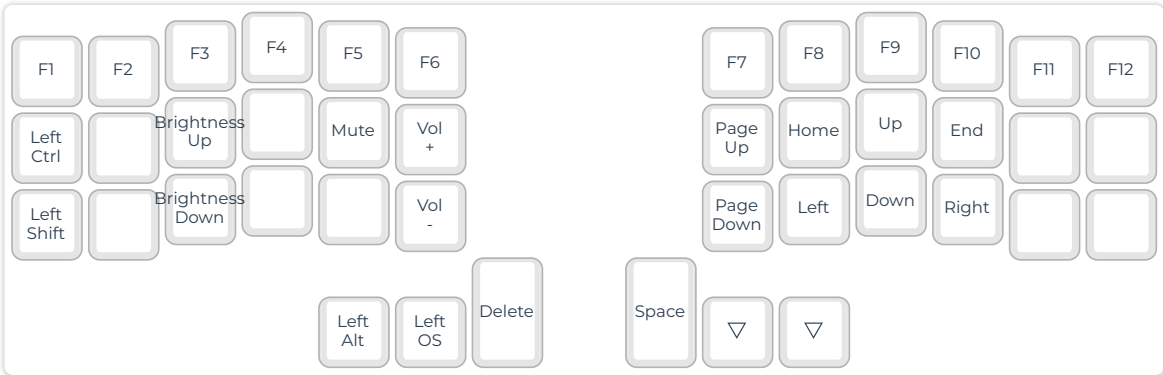 F1 F2 F3 F4 F5 F6 F7 F8 F9 F10 F11 F12
Left Ctrl
Brightness Up
Mute
Vol +
Page Up
Home
Up
End
Left Shift
Brightness Down
Vol -
Page Down
Left
Down
Right
Left Alt
Left OS
Delete
Space
▽
▽